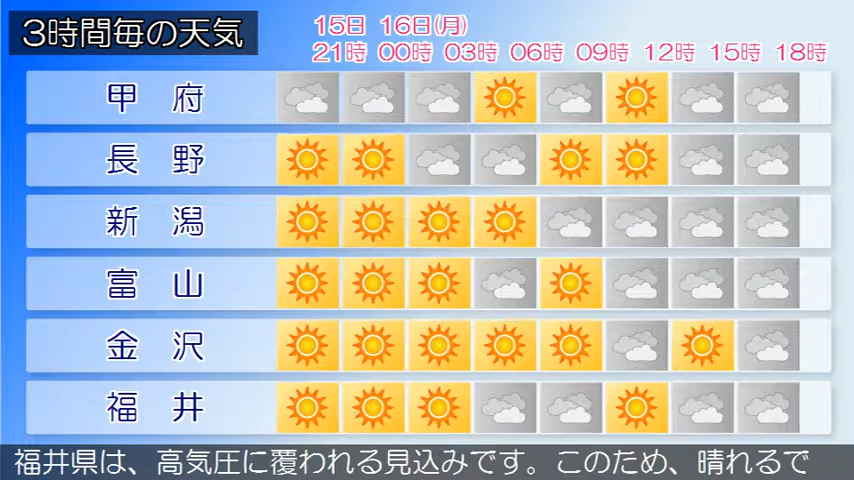 3時間毎の天気
15日 16日(月)
21時 00時 03時 06時 09時 12時 15時 18時
甲府
長野
新潟
富山
金沢
福井
福井県は、高気圧に覆われる見込みです。このため、晴れるで